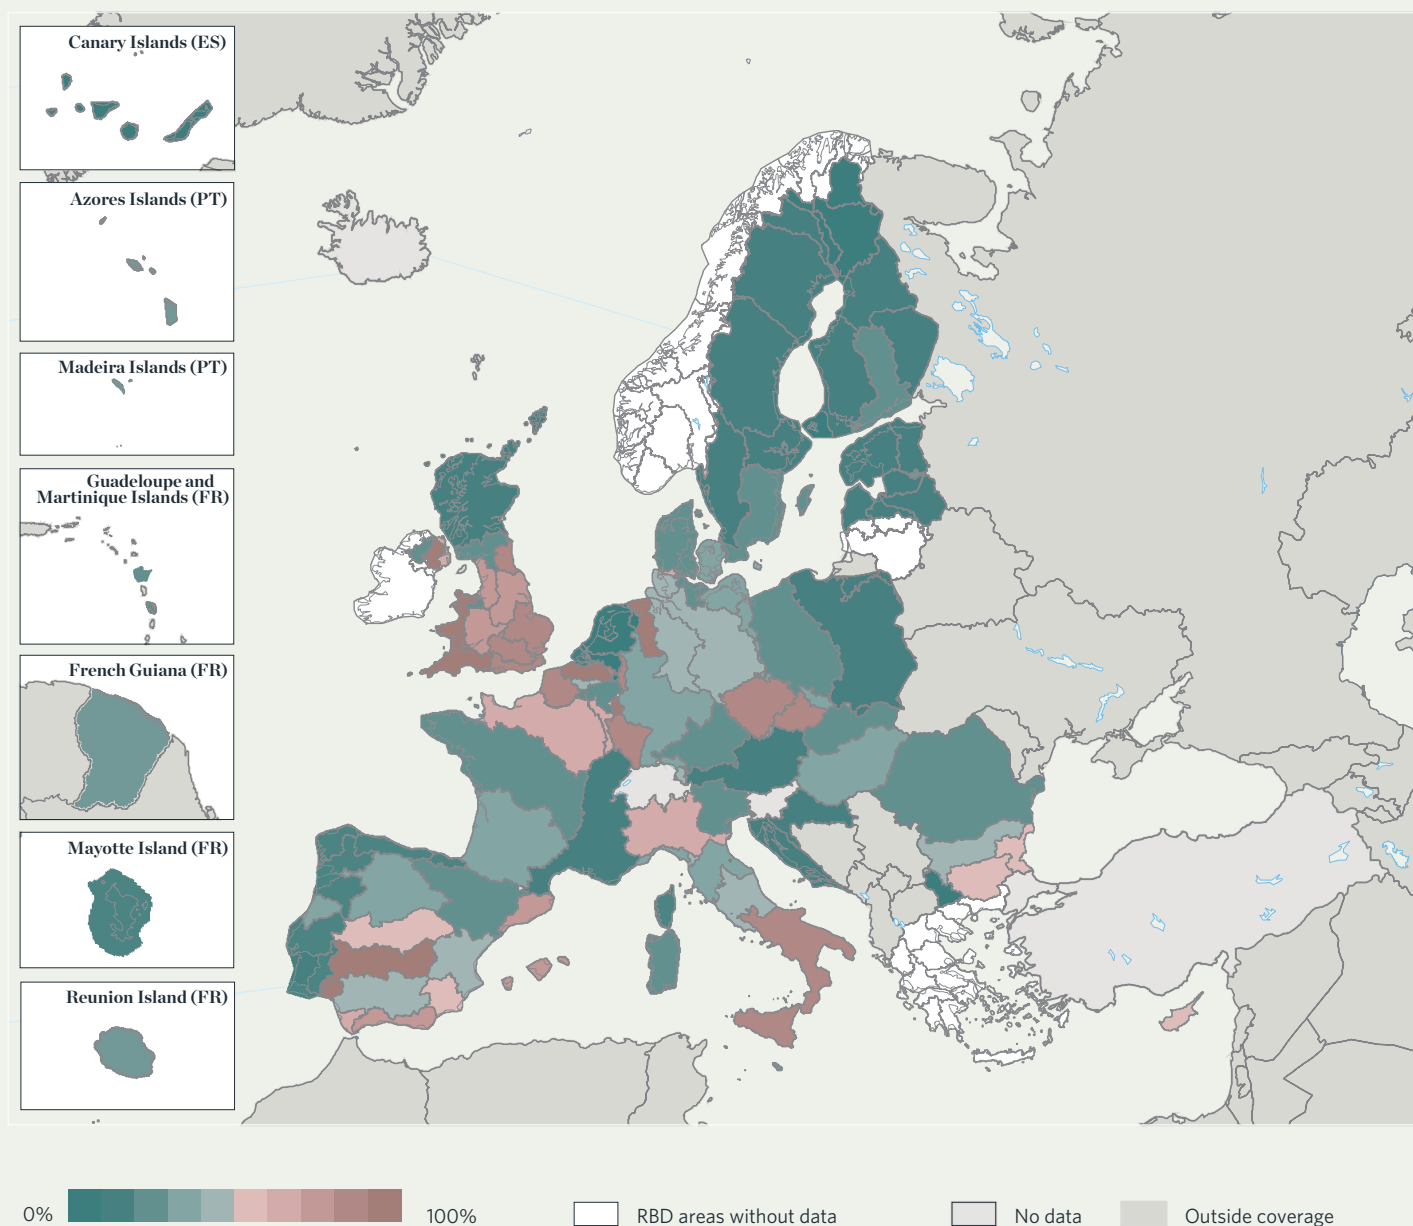 Canary Islands (ES)
Azores Islands (PT)
Madeira Islands (PT)
Guadeloupe and
Martinique Islands (FR)
French Guiana (FR)
Mayotte Island (FR)
Reunion Island (FR)
0%
100%
RBD areas without data
No data
Outside coverage